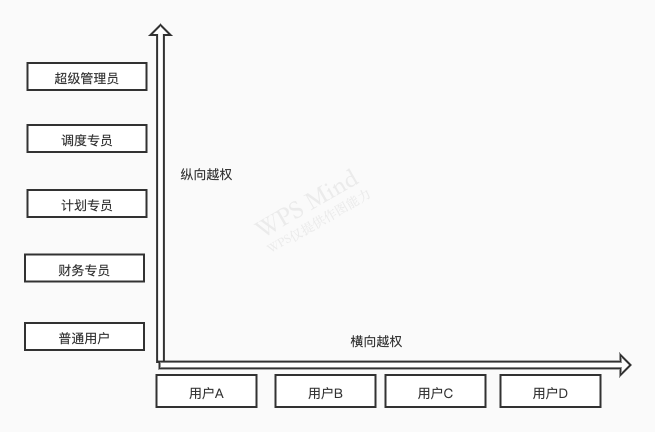 超级管理员
调度专员
纵向越权
计划专员
WPS Mind
WPS仅提供作图能力
财务专员
普通用户
横向越权
用户A
用户B
用户C
用户D